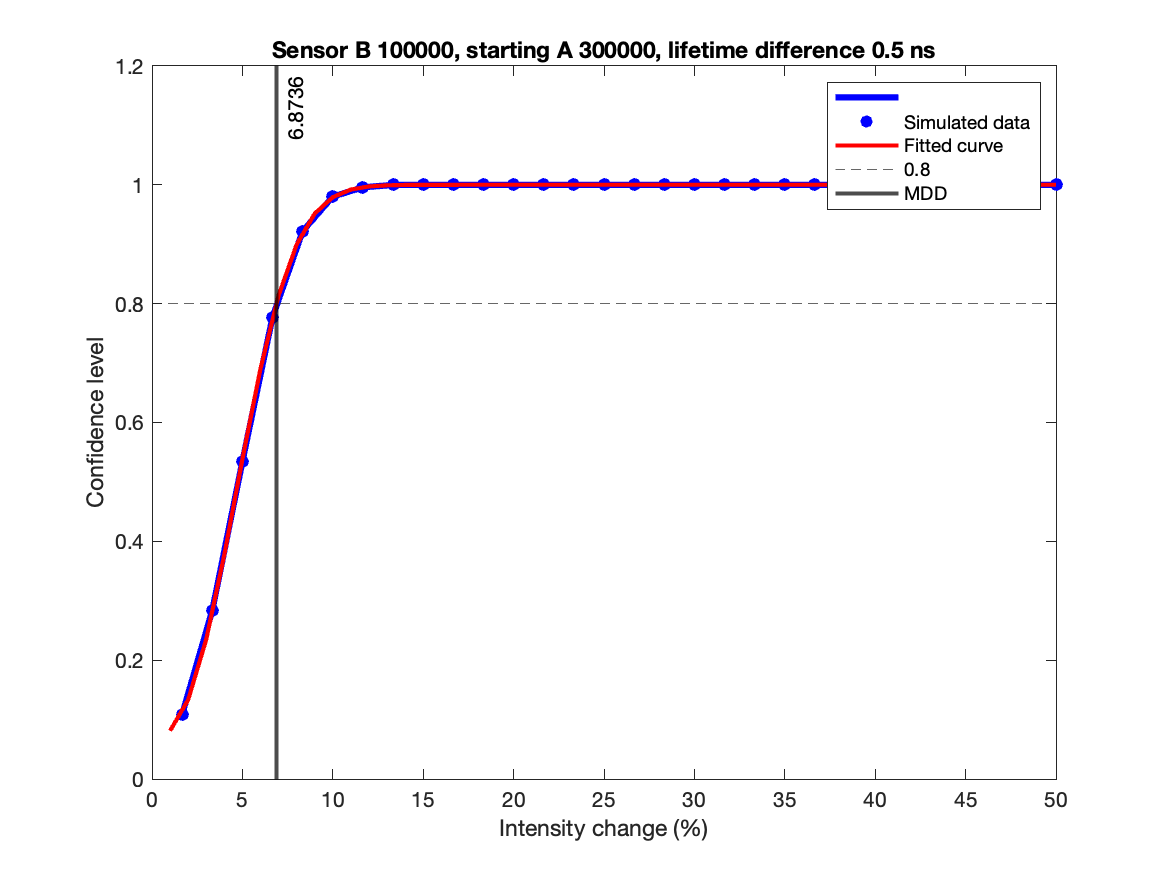 Sensor B 100000, starting A 300000, lifetime difference 0.5 ns
1.2
1
0.8
0.6
0.4
0.2
0
Confidence level
6.8736
Simulated data
Fitted curve
0.8
MDD
0 5 10 15 20 25 30 35 40 45 50
Intensity change (%)